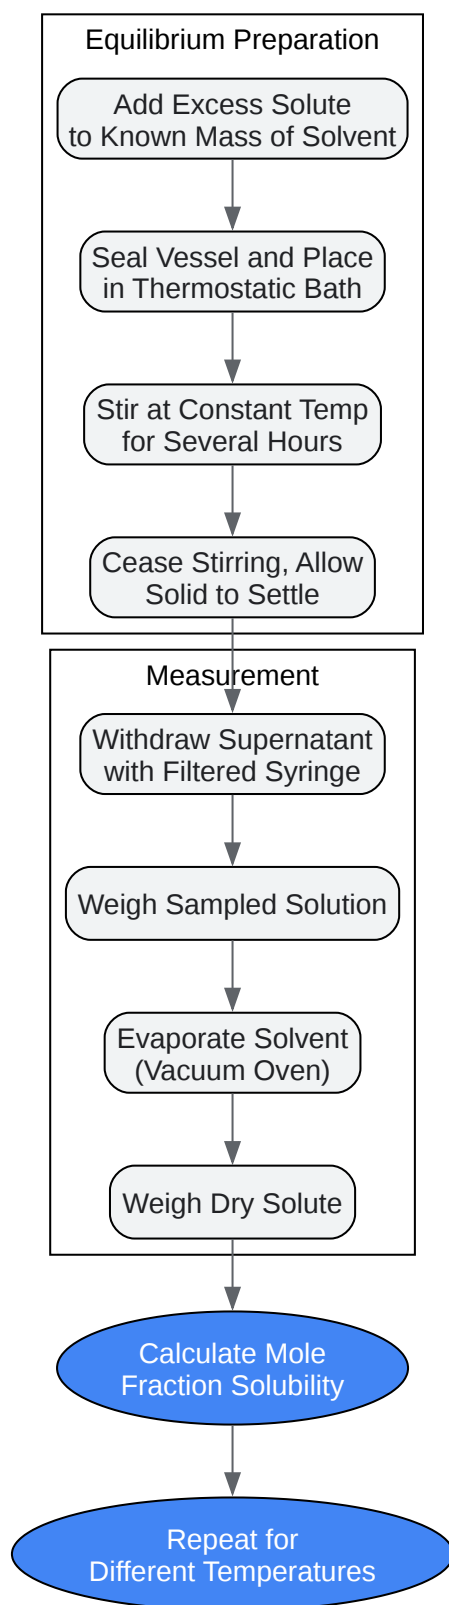 Equilibrium Preparation
Add Excess Solute
to Known Mass of Solvent
Seal Vessel and Place
in Thermostatic Bath
Stir at Constant Temp
for Several Hours
Cease Stirring, Allow
Solid to Settle
Measurement
Withdraw Supernatant
with Filtered Syringe
Weigh Sampled Solution
Evaporate Solvent
(Vacuum Oven)
Weigh Dry Solute
Calculate Mole
Fraction Solubility
Repeat for
Different Temperatures